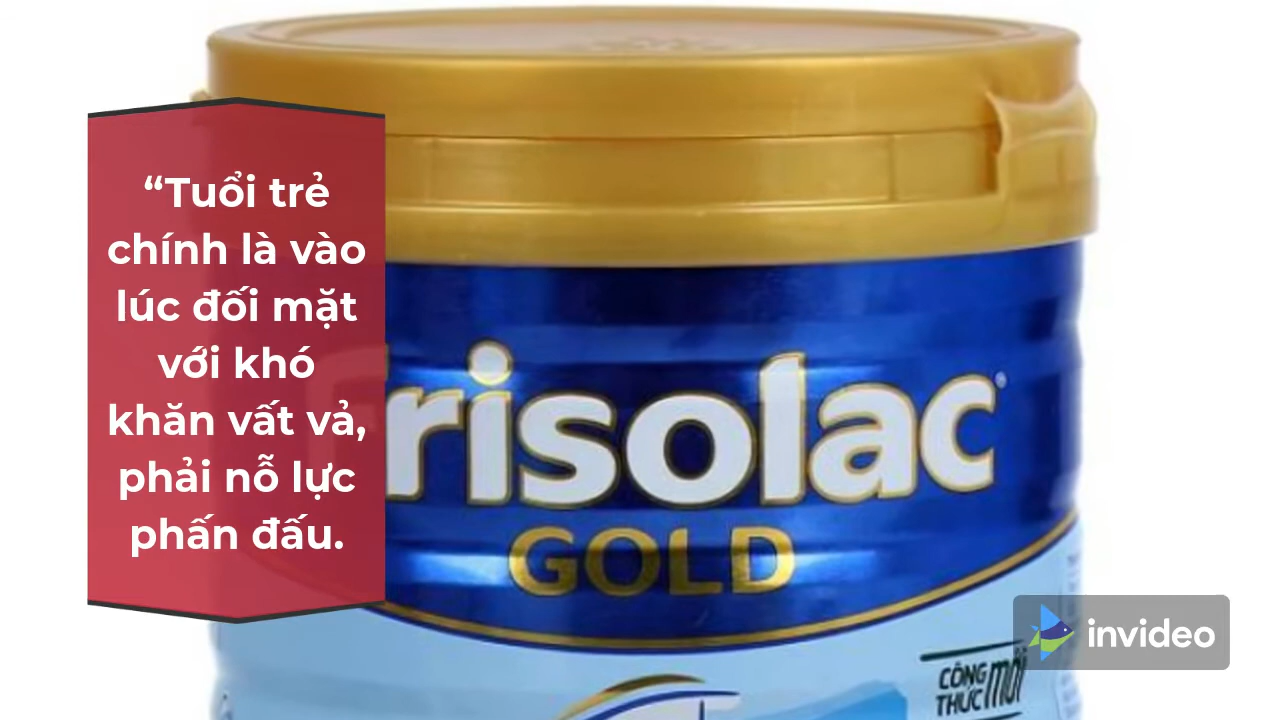 “Tuổi trẻ
chính là vào
lúc đối mặt
với khó
khăn vất vả,
phải nỗ lực
phấn đấu.
Frisolac®
GOLD
CÔNG
THỨC mới
invideo